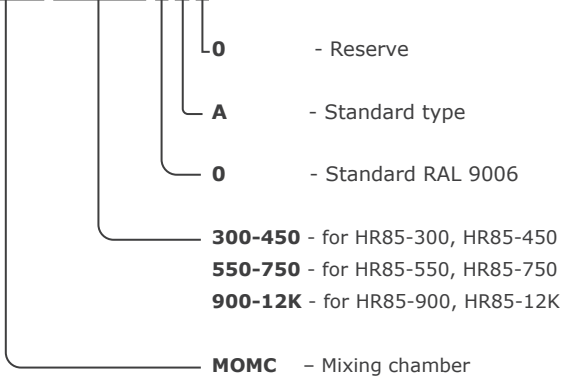 0 - Reserve
A - Standard type
0 - Standard RAL 9006
300-450 - for HR85-300, HR85-450
550-750 - for HR85-550, HR85-750
900-12K - for HR85-900, HR85-12K
MOMC – Mixing chamber